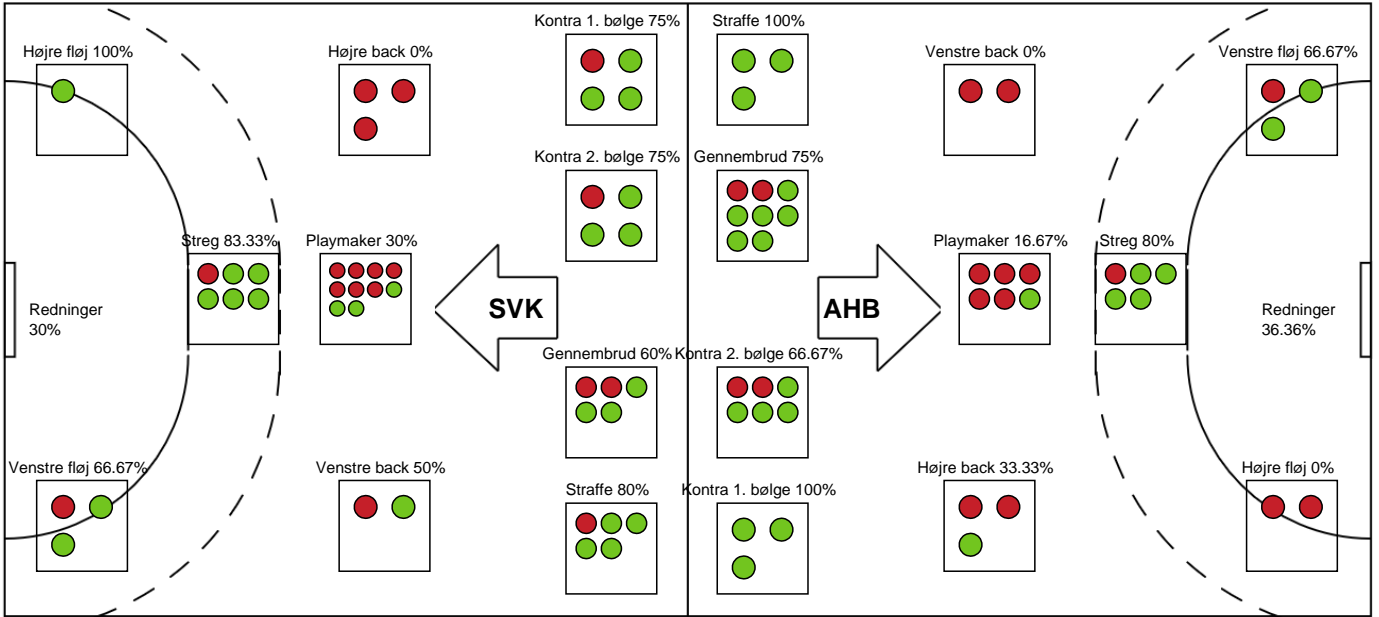 Kontra 1. bølge 75%
Straffe 100%
Højre fløj 100%
Højre back 0%
Venstre back 0%
Venstre fløj 66.67%
Kontra 2. bølge 75%
Gennembrud 75%
Streg 83.33%
Playmaker 30%
Playmaker 16.67%
Streg 80%
Redninger
30%
SVK
AHB
Redninger
36.36%
Gennembrud 60%
Kontra 2. bølge 66.67%
Venstre fløj 66.67%
Venstre back 50%
Højre back 33.33%
Højre fløj 0%
Straffe 80%
Kontra 1. bølge 100%